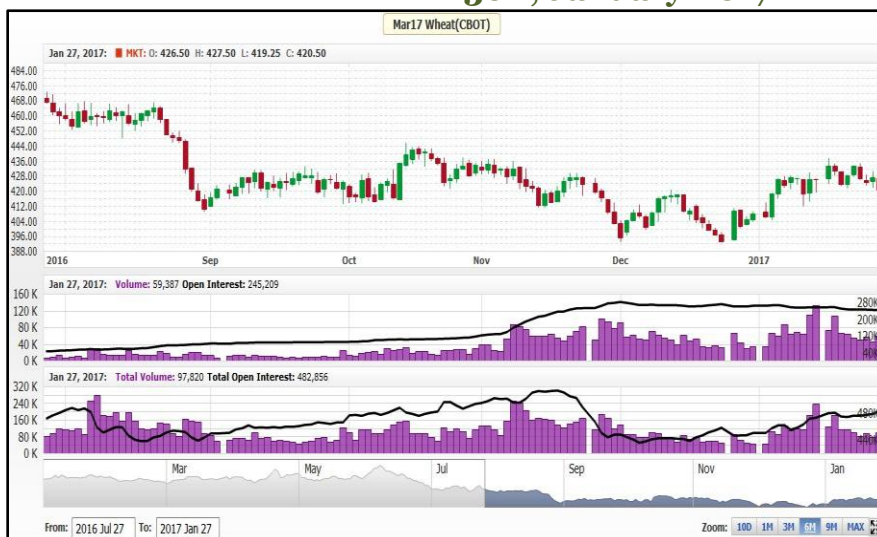 Mar17 Wheat(CBOT)
Jan 27, 2017: MKT: O: 426.50 H: 427.50 L: 419.25 C: 420.50
484.00
476.00
468.00
460.00
452.00
444.00
436.00
428.00
420.00
412.00
404.00
396.00
388.00
2016 Sep Oct Nov Dec 2017
Jan 27, 2017: Volume: 59,387 Open Interest: 245,209
160 K
120 K 280K
80 K 200K
40 K 120K
0 K 40K
Jan 27, 2017: Total Volume: 97,820 Total Open Interest: 482,856
320 K
240 K
160 K 480K
80 K 440K
0 K
Mar May Jul Sep Nov Jan
From: 2016 Jul 27 To: 2017 Jan 27 Zoom: 10D 1M 3M 6M 9M MAX